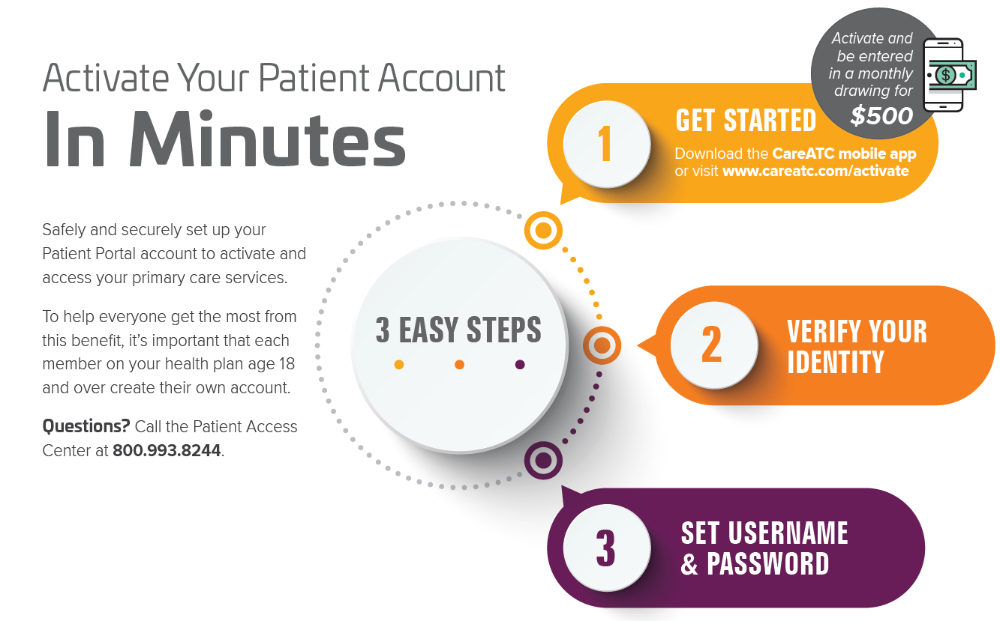 Activate Your Patient Account
In Minutes
Safely and securely set up your
Patient Portal account to activate and
access your primary care services.
To help everyone get the most from
this benefit, it’s important that each
member on your health plan age 18
and over create their own account.
Questions? Call the Patient Access
Center at 800.993.8244.
3 EASY STEPS
1
GET STARTED
Download the CareATC mobile app
or visit www.careatc.com/activate
Activate and
be entered
in a monthly
drawing for
$500
$
2
VERIFY YOUR
IDENTITY
3
SET USERNAME
& PASSWORD